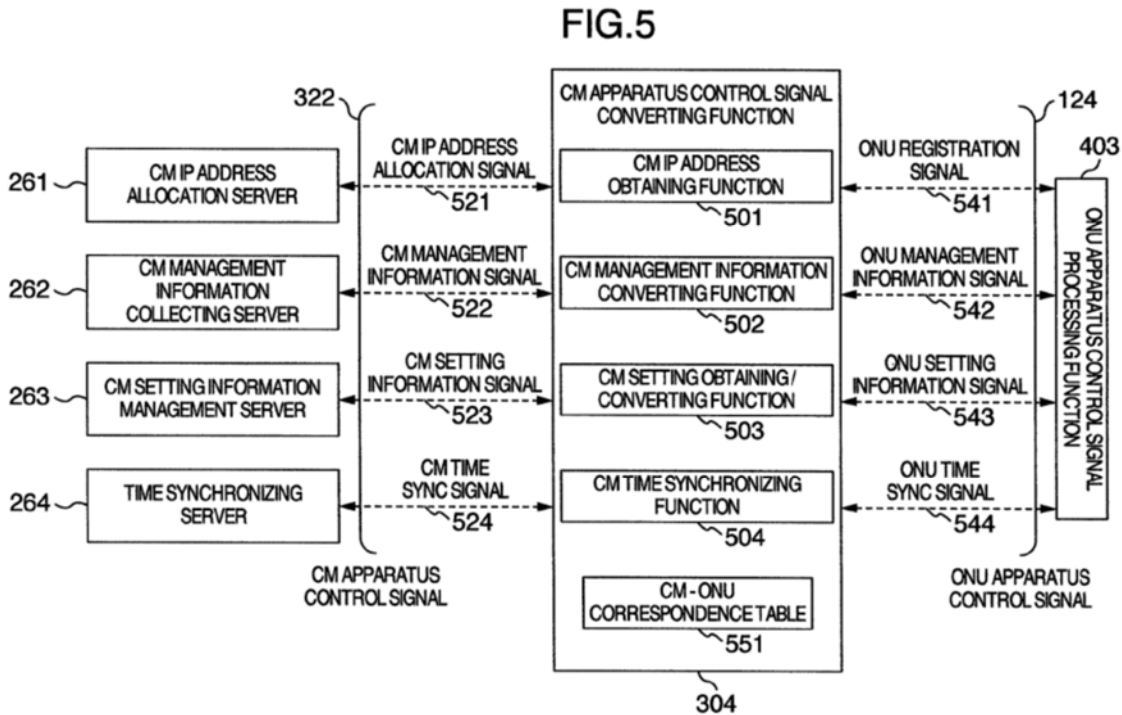 FIG.5
322
CM APPARATUS CONTROL SIGNAL
CONVERTING FUNCTION
124
403
261
CM IP ADDRESS
ALLOCATION SERVER
CM IP ADDRESS
ALLOCATION SIGNAL
521
CM IP ADDRESS
OBTAINING FUNCTION
501
ONU REGISTRATION
SIGNAL
541
262
CM MANAGEMENT
INFORMATION
COLLECTING SERVER
CM MANAGEMENT
INFORMATION SIGNAL
522
CM MANAGEMENT INFORMATION
CONVERTING FUNCTION
502
ONU MANAGEMENT
INFORMATION SIGNAL
542
263
CM SETTING INFORMATION
MANAGEMENT SERVER
CM SETTING
INFORMATION SIGNAL
523
CM SETTING OBTAINING /
CONVERTING FUNCTION
503
ONU SETTING
INFORMATION SIGNAL
543
264
TIME SYNCHRONIZING
SERVER
CM TIME
SYNC SIGNAL
524
CM TIME SYNCHRONIZING
FUNCTION
504
ONU TIME
SYNC SIGNAL
544
ONU APPARATUS CONTROL SIGNAL
PROCESSING FUNCTION
CM APPARATUS
CONTROL SIGNAL
CM - ONU
CORRESPONDENCE TABLE
551
ONU APPARATUS
CONTROL SIGNAL
304